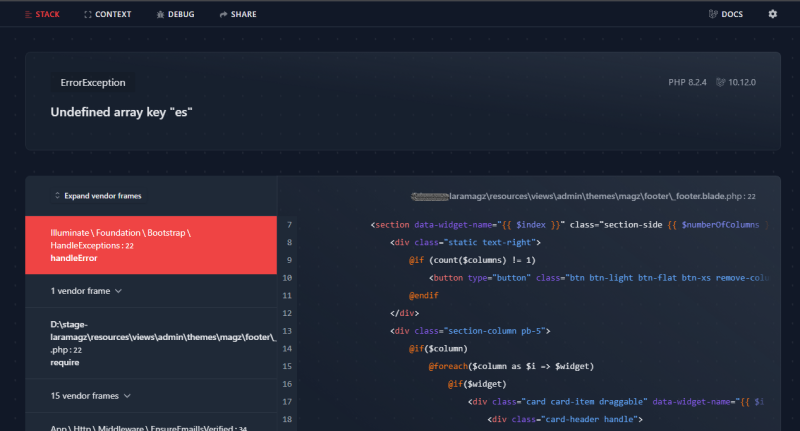 STACK CONTEXT DEBUG SHARE DOCS
ErrorException PHP 8.2.4 10.12.0
Undefined array key "es"
Expand vendor frames laramagz\resources\views\admin\themes\magz\footer\_footer.blade.php : 22
Illuminate \ Foundation \ Bootstrap \
HandleExceptions : 22
handleError
1 vendor frame
D:\stage-
laramagz\resources\views\admin\themes\magz\footer\_
.php : 22
require
15 vendor frames
App \ Http \ Middleware \ EnsureEmailIsVerified : 34
7 <section data-widget-name="{{ $index }}" class="section-side {{ $numberOfColumns
8 <div class="static text-right">
9 @if (count($columns) != 1)
10 <button type="button" class="btn btn-light btn-flat btn-xs remove-colu
11 @endif
12 </div>
13 <div class="section-column pb-5">
14 @if($column)
15 @foreach($column as $i => $widget)
16 @if($widget)
17 <div class="card card-item draggable" data-widget-name="{{ $i
18 <div class="card-header handle">